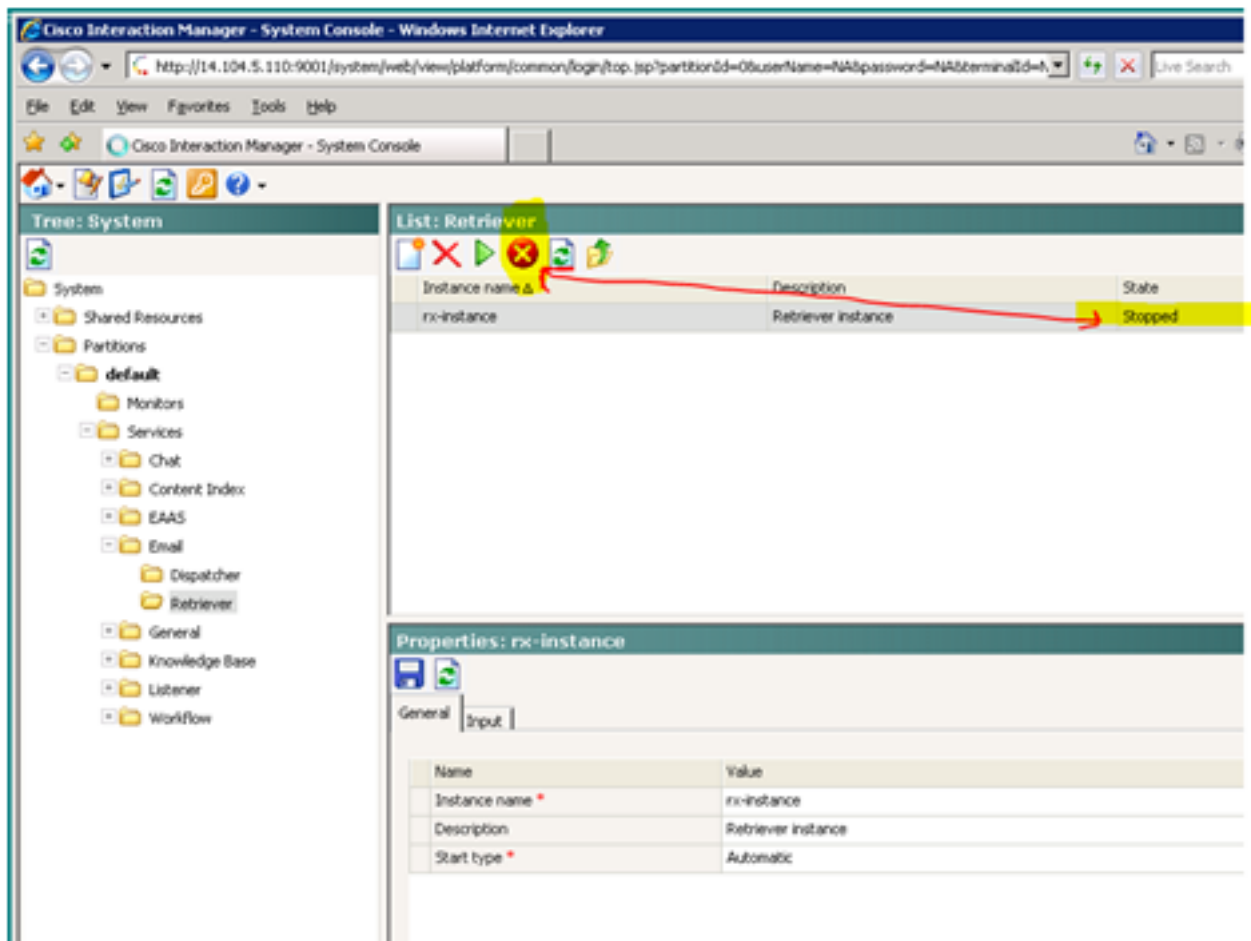 Cisco Interaction Manager - System Console - Windows Internet Explorer
http://14.104.5.110:9001/system/web/view/platform/common/login/top.jsp?partitionId=0&userName=NA&password=NA&terminalId=
Live Search
File Edit View Favorites Tools Help
Cisco Interaction Manager - System Console
Tree: System
System
Shared Resources
Partitions
default
Monitors
Services
Chat
Content Index
EAAS
Email
Dispatcher
Retriever
General
Knowledge Base
Listener
Workflow
List: Retriever
Instance name Description State
rx-instance Retriever instance Stopped
Properties: rx-instance
General Input
Name Value
Instance name * rx-instance
Description Retriever instance
Start type * Automatic